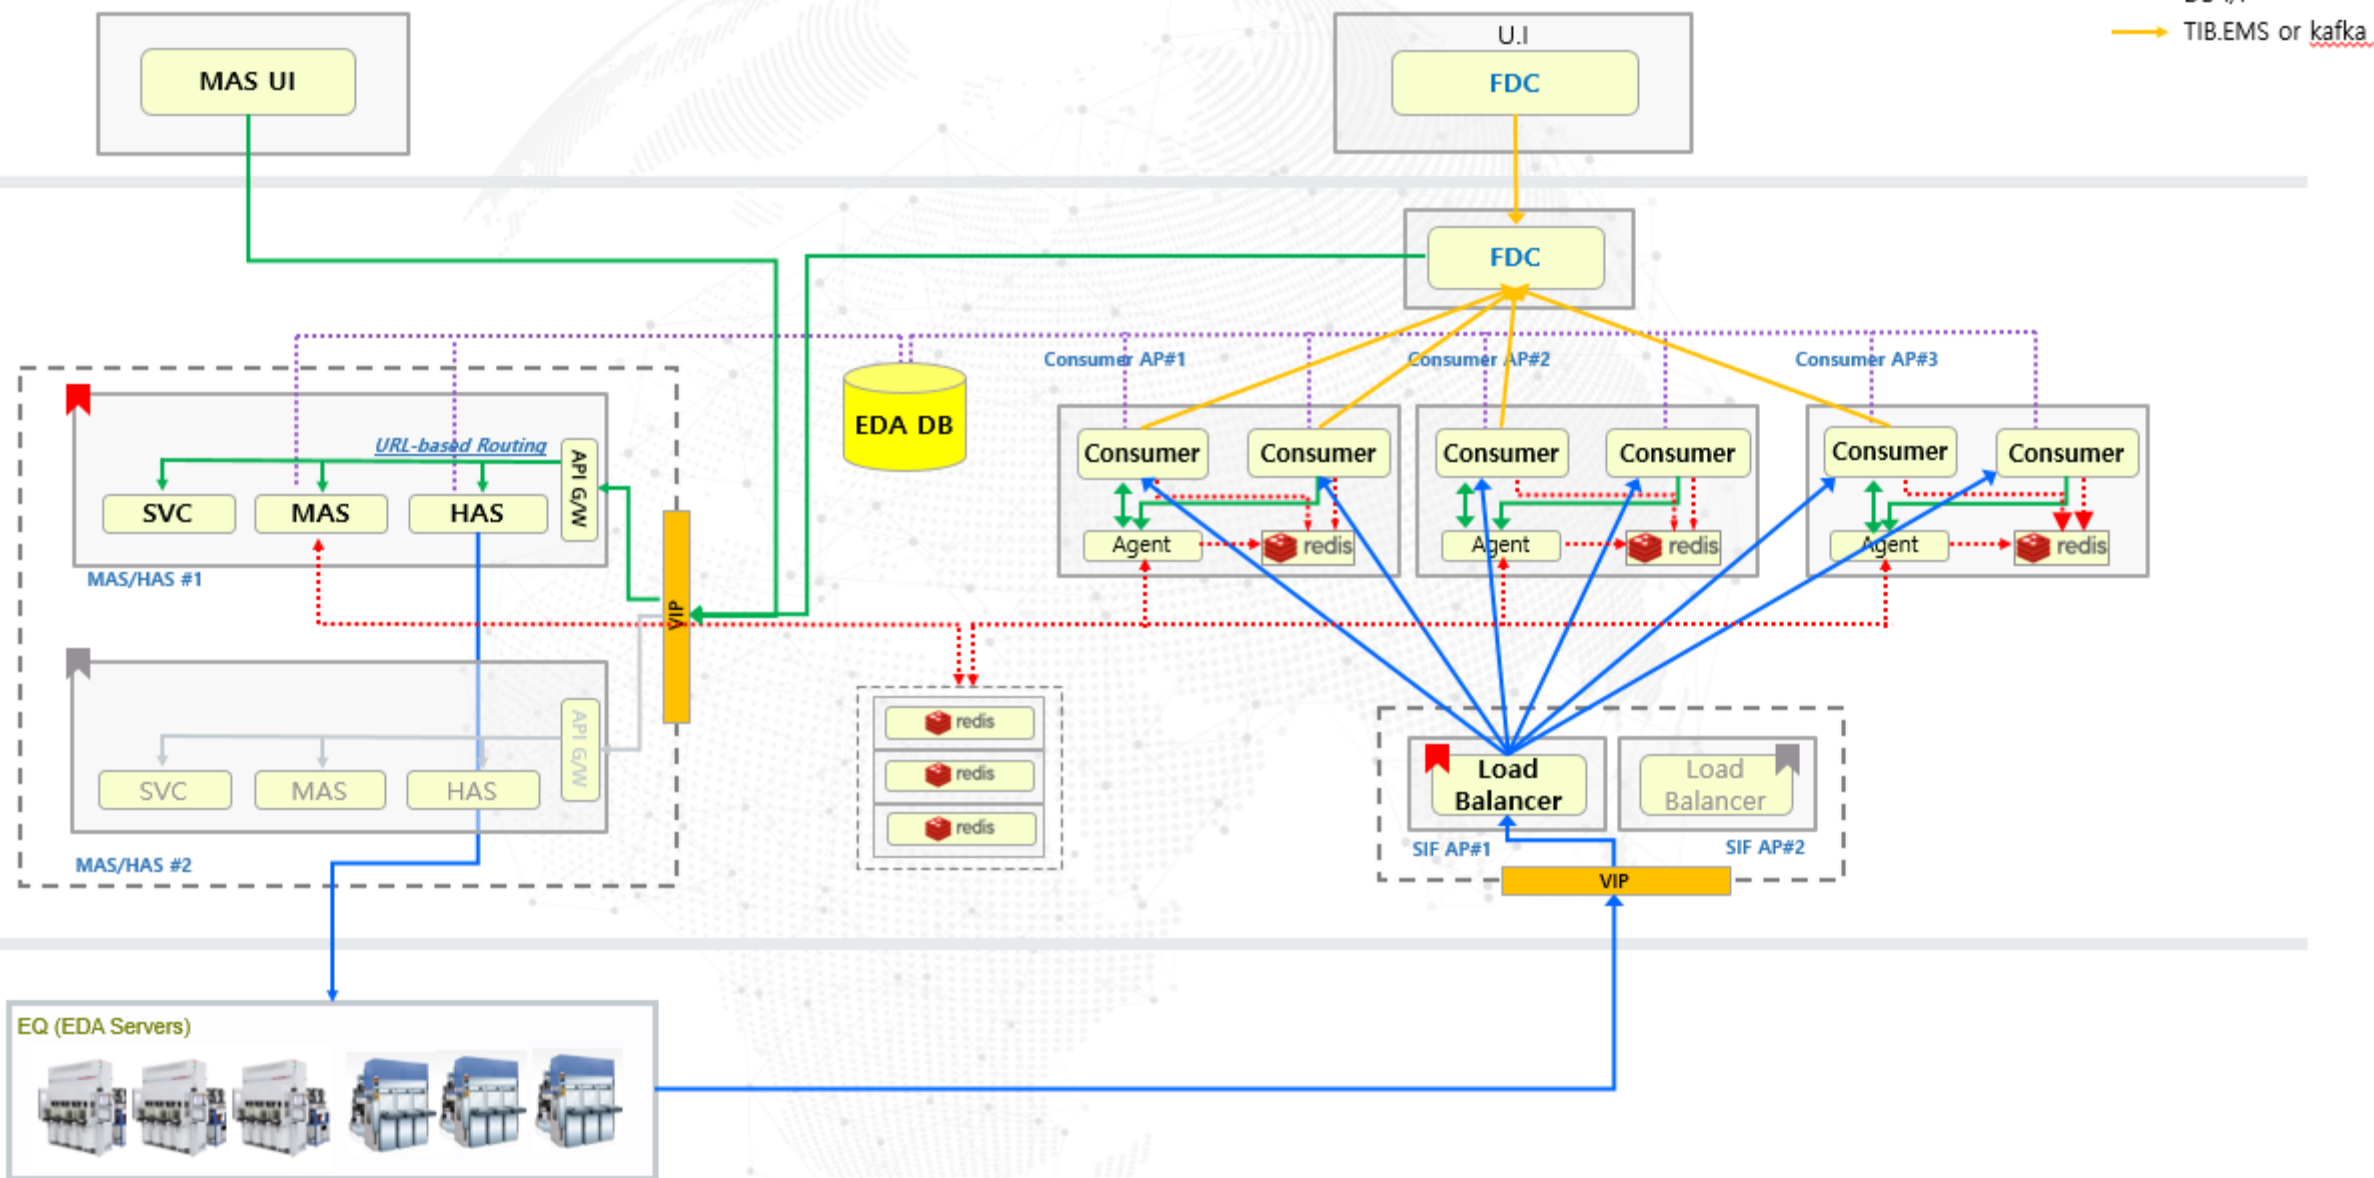 TIB.EMS or kafka
MAS UI
U.I
FDC
FDC
Consumer AP#1
Consumer AP#2
Consumer AP#3
EDA DB
URL-based Routing
API G/W
SVC
MAS
HAS
MAS/HAS #1
VIP
Consumer
Consumer
Agent
redis
Consumer
Consumer
Agent
redis
Consumer
Consumer
Agent
redis
API G/W
SVC
MAS
HAS
MAS/HAS #2
redis
redis
redis
Load
Balancer
Load
Balancer
SIF AP#1
SIF AP#2
VIP
EQ (EDA Servers)